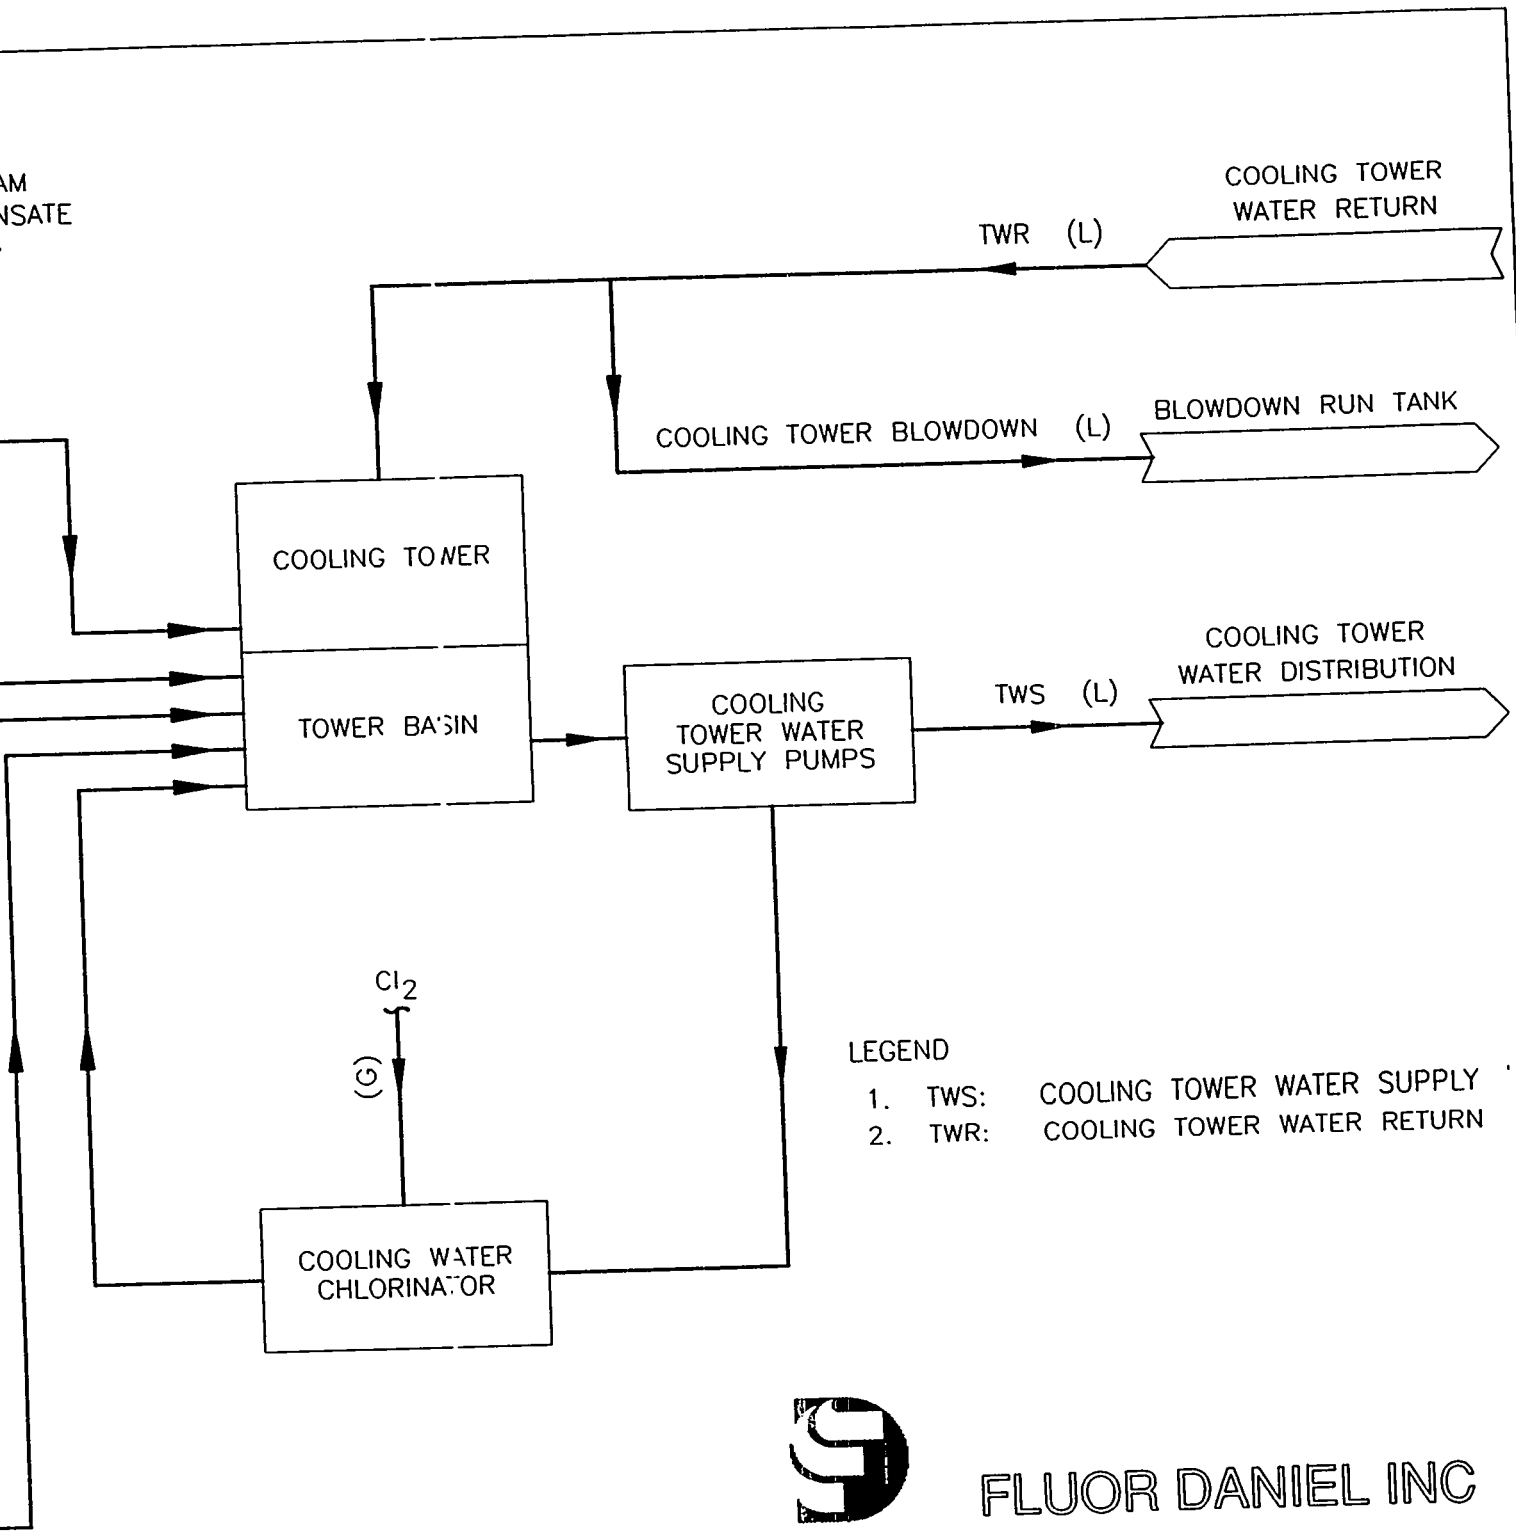 AM
NSATE
COOLING TOWER
WATER RETURN
TWR (L)
BLOWDOWN RUN TANK
COOLING TOWER BLOWDOWN (L)
COOLING TOWER
COOLING TOWER
WATER DISTRIBUTION
TWS (L)
COOLING
TOWER WATER
SUPPLY PUMPS
TOWER BASIN
Cl2
(G)
LEGEND
1. TWS: COOLING TOWER WATER SUPPLY
2. TWR: COOLING TOWER WATER RETURN
COOLING WATER
CHLORINATOR
FLUOR DANIEL INC